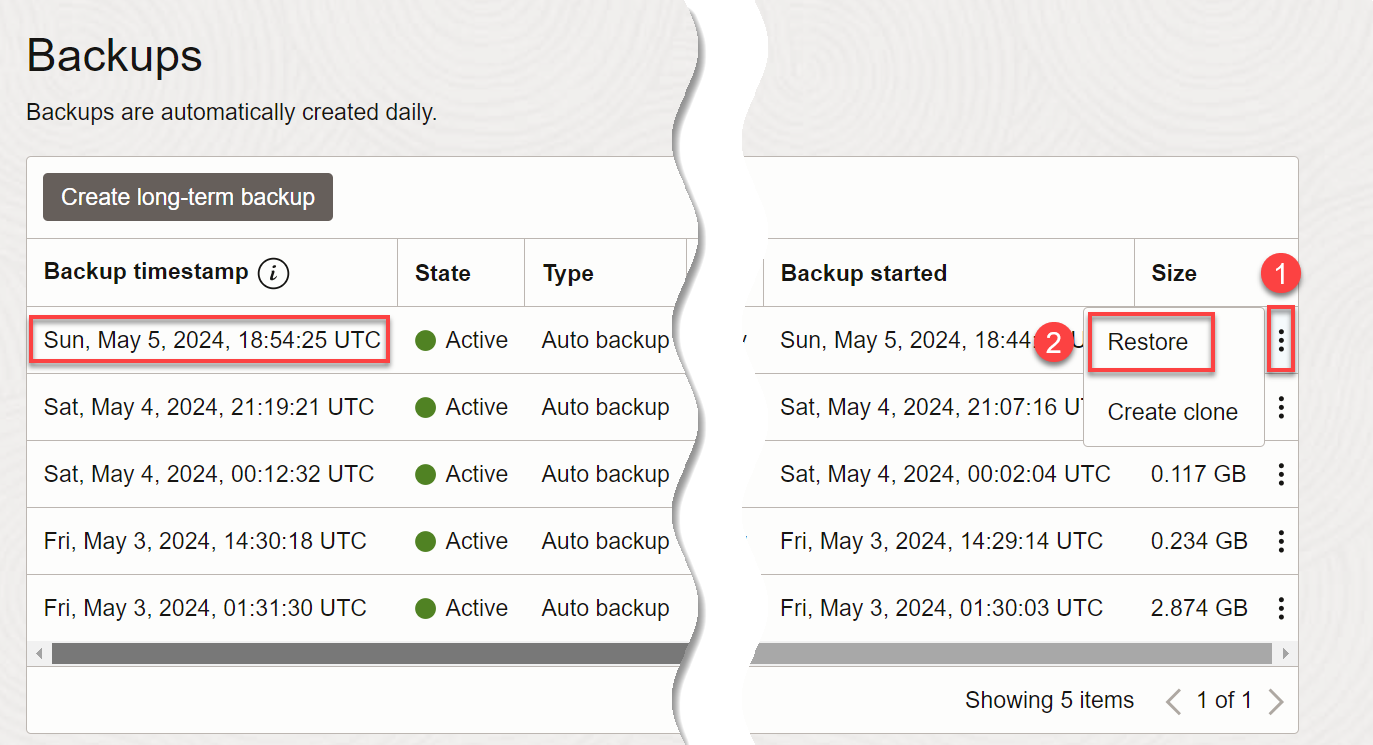 Backups
Backups are automatically created daily.
Create long-term backup
Backup timestamp i State Type Backup started Size 1
Sun, May 5, 2024, 18:54:25 UTC Active Auto backup Sun, May 5, 2024, 18:44 2 Restore
Sat, May 4, 2024, 21:19:21 UTC Active Auto backup Sat, May 4, 2024, 21:07:16 Create clone
Sat, May 4, 2024, 00:12:32 UTC Active Auto backup Sat, May 4, 2024, 00:02:04 UTC 0.117 GB
Fri, May 3, 2024, 14:30:18 UTC Active Auto backup Fri, May 3, 2024, 14:29:14 UTC 0.234 GB
Fri, May 3, 2024, 01:31:30 UTC Active Auto backup Fri, May 3, 2024, 01:30:03 UTC 2.874 GB
Showing 5 items 1 of 1